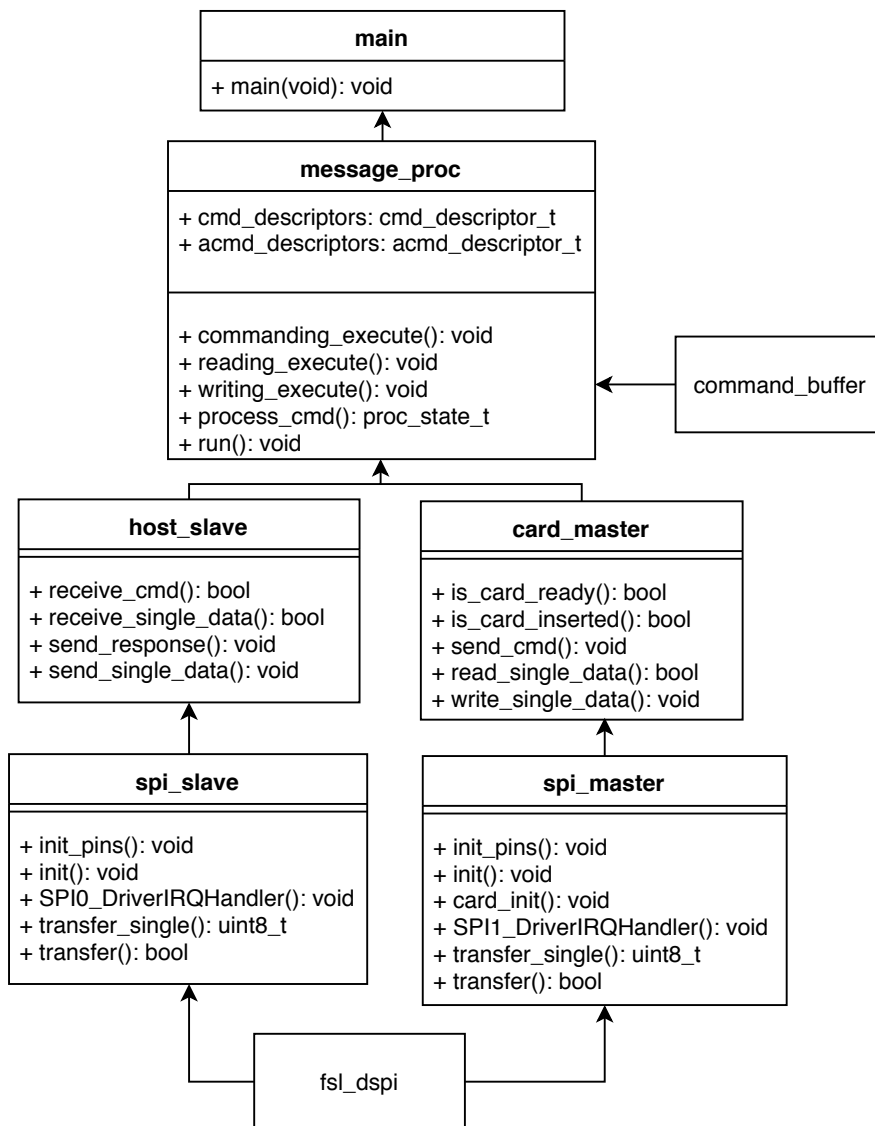 main
+ main(void): void
message_proc
+ cmd_descriptors: cmd_descriptor_t
+ acmd_descriptors: acmd_descriptor_t
+ commanding_execute(): void
+ reading_execute(): void
+ writing_execute(): void
+ process_cmd(): proc_state_t
+ run(): void
command_buffer
host_slave
+ receive_cmd(): bool
+ receive_single_data(): bool
+ send_response(): void
+ send_single_data(): void
card_master
+ is_card_ready(): bool
+ is_card_inserted(): bool
+ send_cmd(): void
+ read_single_data(): bool
+ write_single_data(): void
spi_slave
+ init_pins(): void
+ init(): void
+ SPI0_DriverIRQHandler(): void
+ transfer_single(): uint8_t
+ transfer(): bool
spi_master
+ init_pins(): void
+ init(): void
+ card_init(): void
+ SPI1_DriverIRQHandler(): void
+ transfer_single(): uint8_t
+ transfer(): bool
fsl_dspi